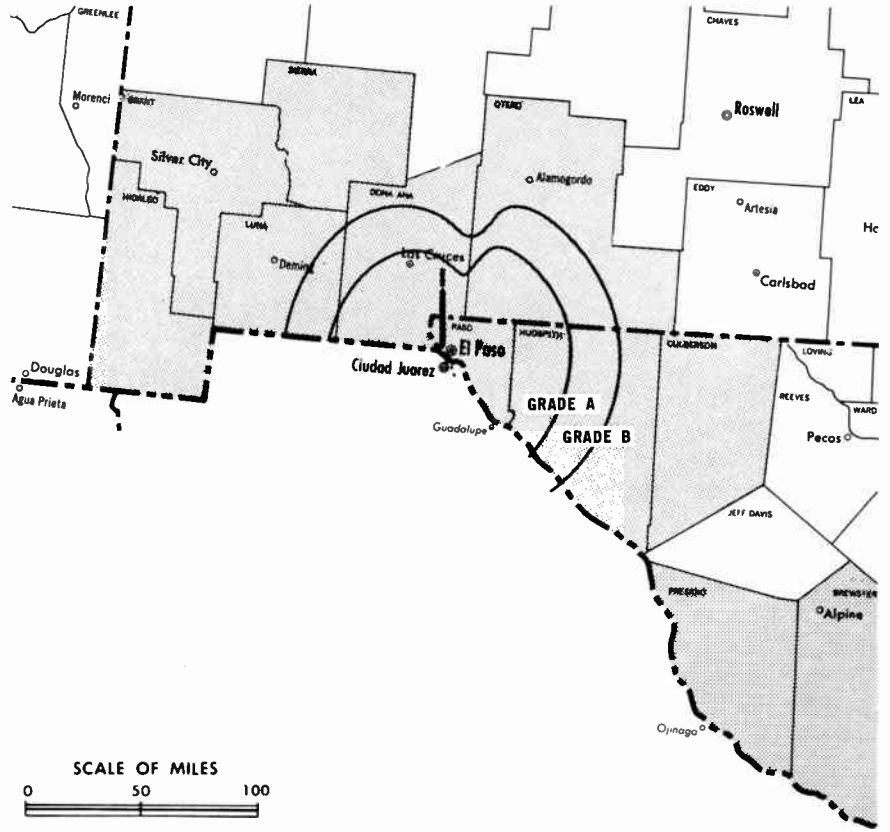 GREENLEE
CHAVES
SIERRA
Morenci
GRANT
OTERO
LEA
Roswell
Silver City
Alamogordo
EDDY
HIDALGO
DONA ANA
Artesia
LUNA
Ho
Deming
Las Cruces
Carlsbad
PASO
HUDSPETH
CULBERSON
LOVING
El Paso
Ciudad Juarez
Douglas
Agua Prieta
REEVES
WARD
GRADE A
Guadalupe
GRADE B
Pecos
JEFF DAVIS
PRESIDIO
BREWSTER
Alpine
Ojinaga
SCALE OF MILES
0 50 100